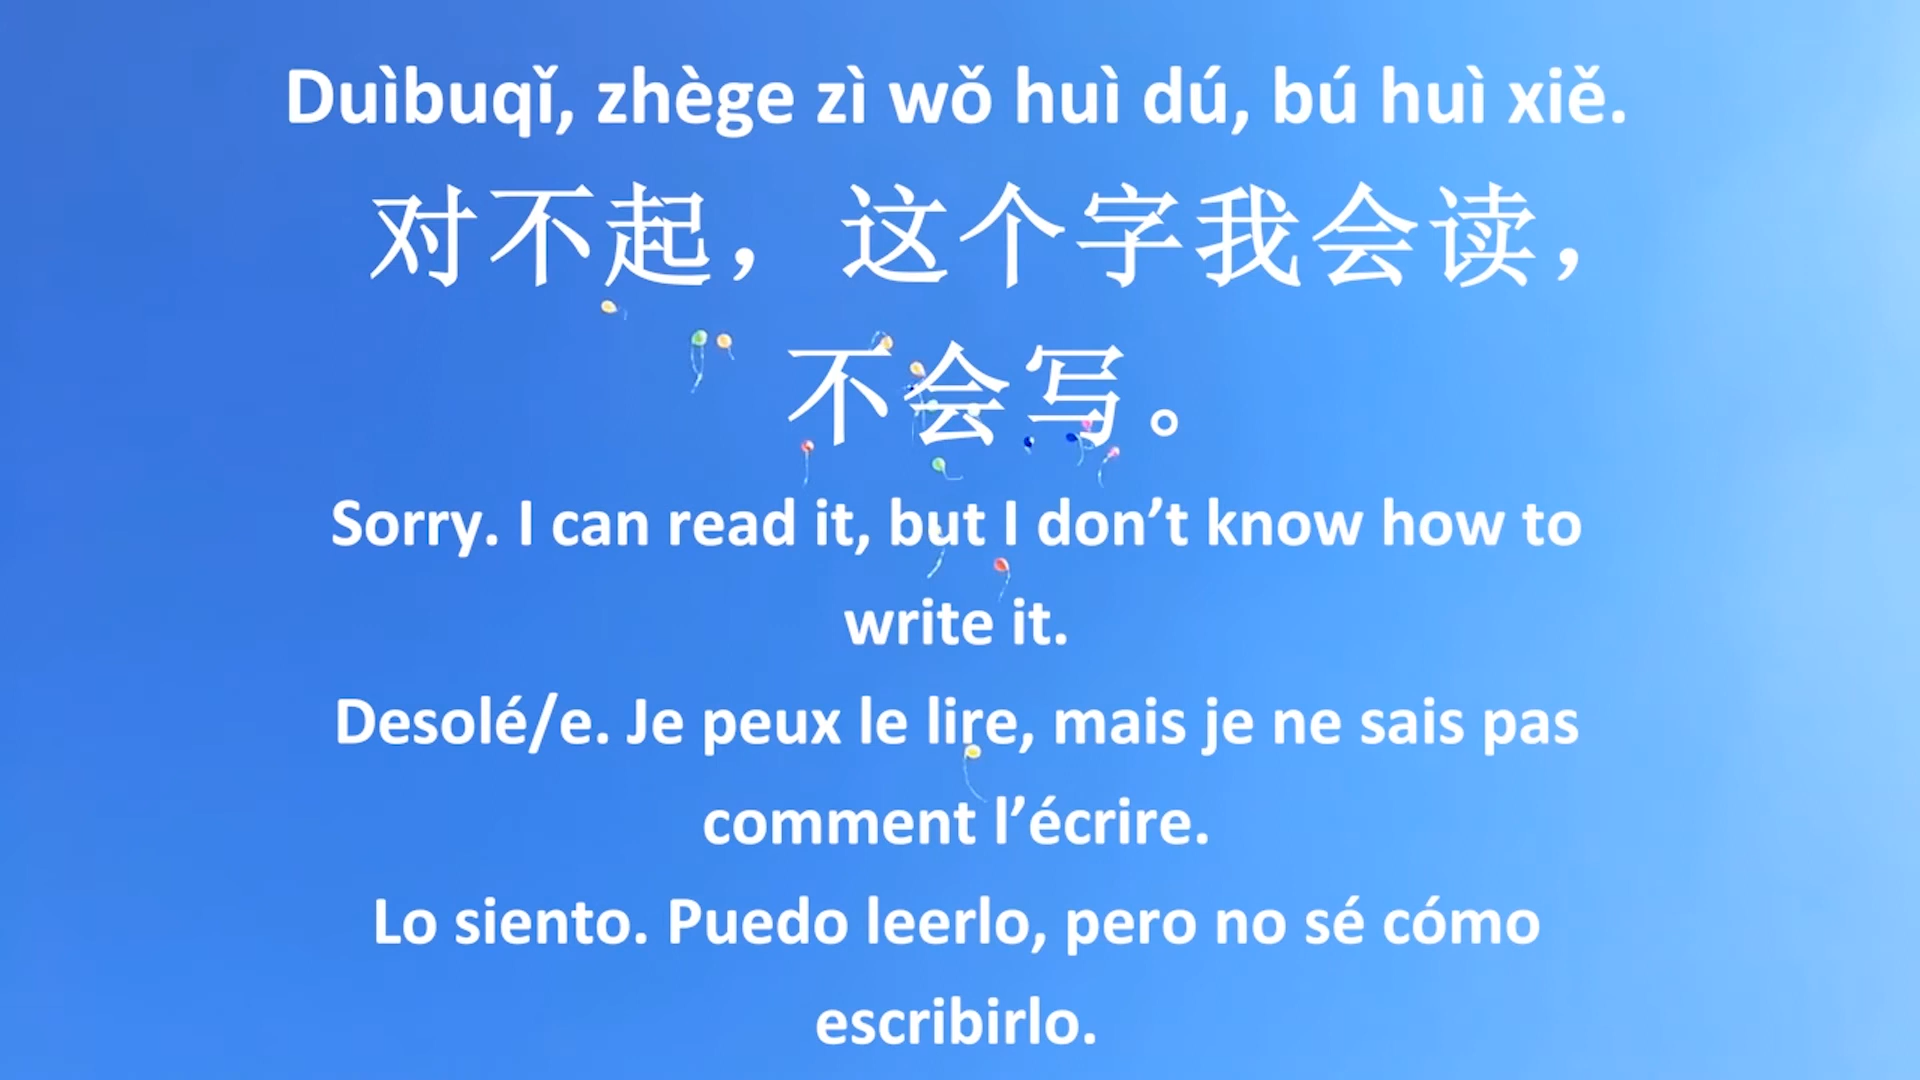 Duìbuqǐ, zhège zì wǒ huì dú, bú huì xiě.
对不起，这个字我会读，
不会写。
Sorry. I can read it, but I don’t know how to
write it.
Desolé/e. Je peux le lire, mais je ne sais pas
comment l’écrire.
Lo siento. Puedo leerlo, pero no sé cómo
escribirlo.